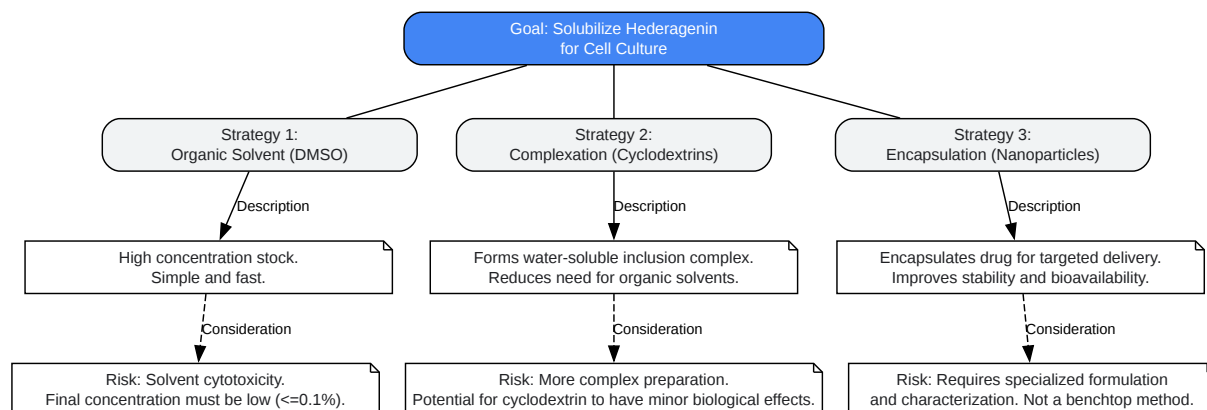 Goal: Solubilize Hederagenin
for Cell Culture
Strategy 1:
Organic Solvent (DMSO)
Strategy 2:
Complexation (Cyclodextrins)
Strategy 3:
Encapsulation (Nanoparticles)
Description
Description
Description
High concentration stock.
Simple and fast.
Forms water-soluble inclusion complex.
Reduces need for organic solvents.
Encapsulates drug for targeted delivery.
Improves stability and bioavailability.
Consideration
Consideration
Consideration
Risk: Solvent cytotoxicity.
Final concentration must be low (<=0.1%).
Risk: More complex preparation.
Potential for cyclodextrin to have minor biological effects.
Risk: Requires specialized formulation
and characterization. Not a benchtop method.